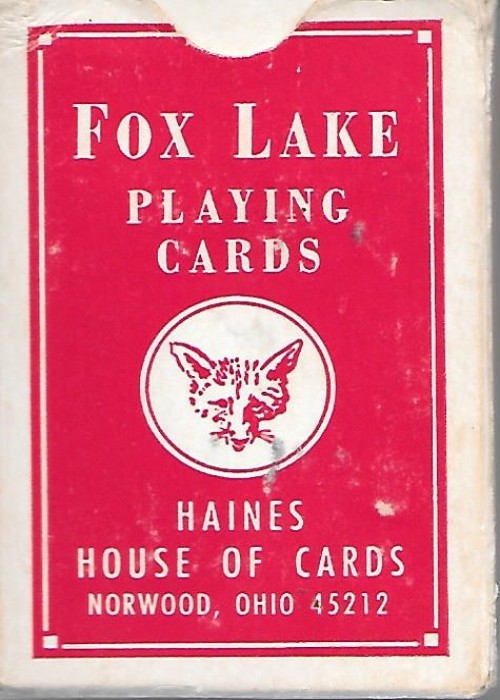 FOX LAKE
PLAYING
CARDS
HAINES
HOUSE OF CARDS
NORWOOD, OHIO 45212